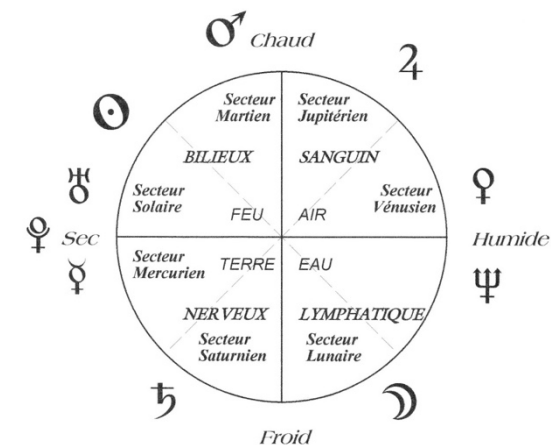 Chaud
Secteur
Martien
Secteur
Jupitérien
BILIEUX
SANGUIN
Secteur
Solaire
Secteur
Vénusien
FEU
AIR
Sec
Humide
Secteur
Mercurien
TERRE
EAU
NERVEUX
LYMPHATIQUE
Secteur
Saturnien
Secteur
Lunaire
Froid